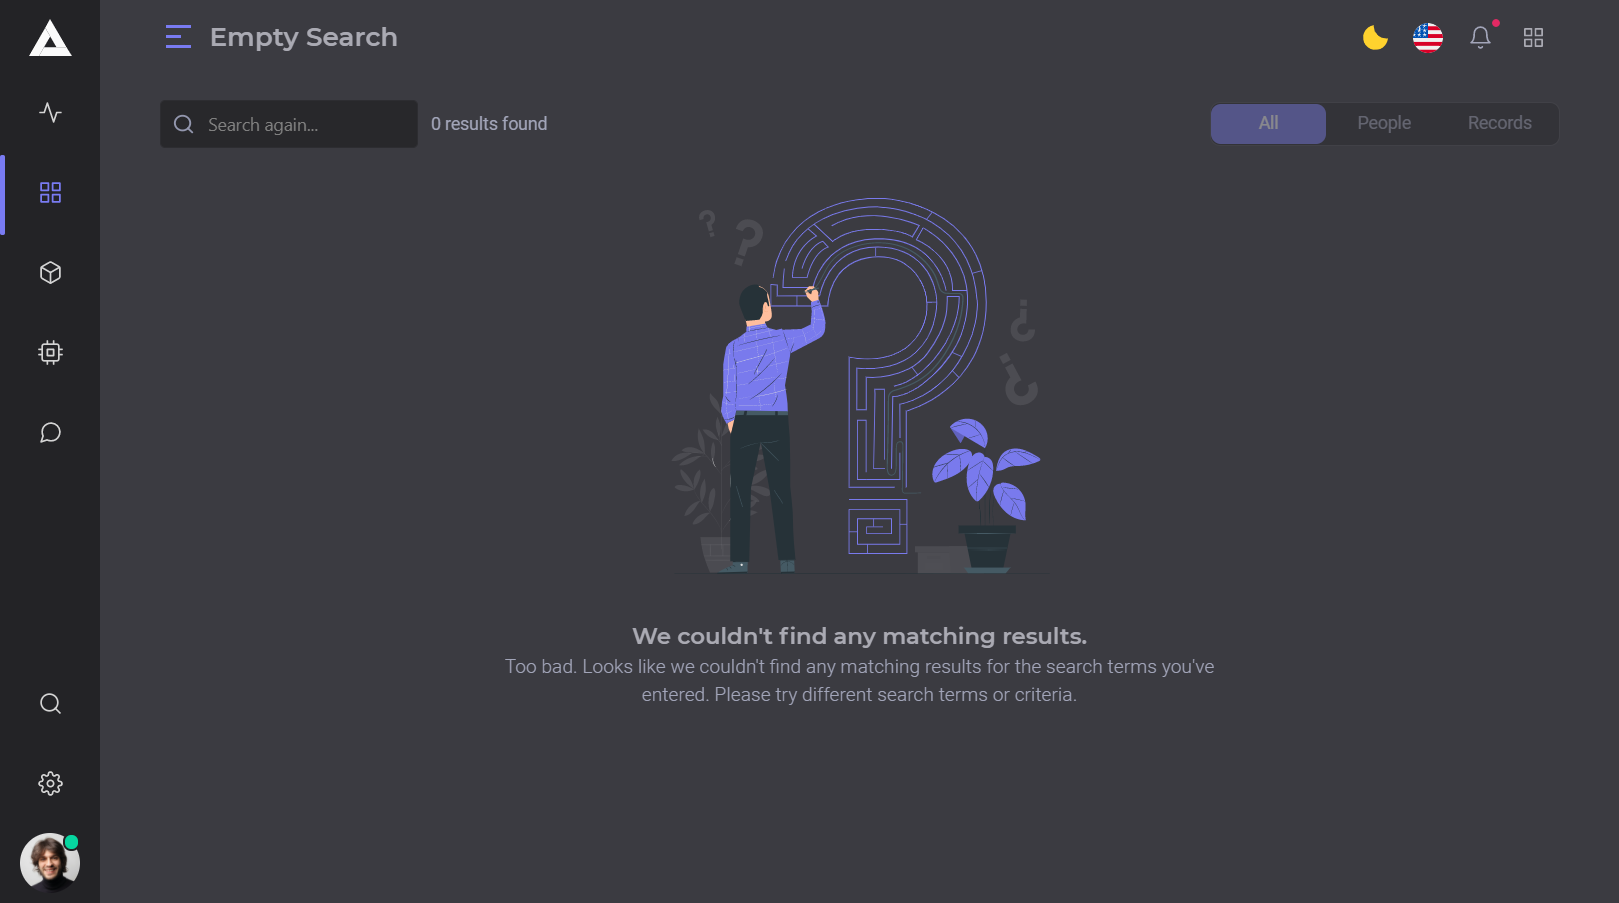 Empty Search
Search again...
0 results found
All
People
Records
We couldn't find any matching results.
Too bad. Looks like we couldn't find any matching results for the search terms you've
entered. Please try different search terms or criteria.